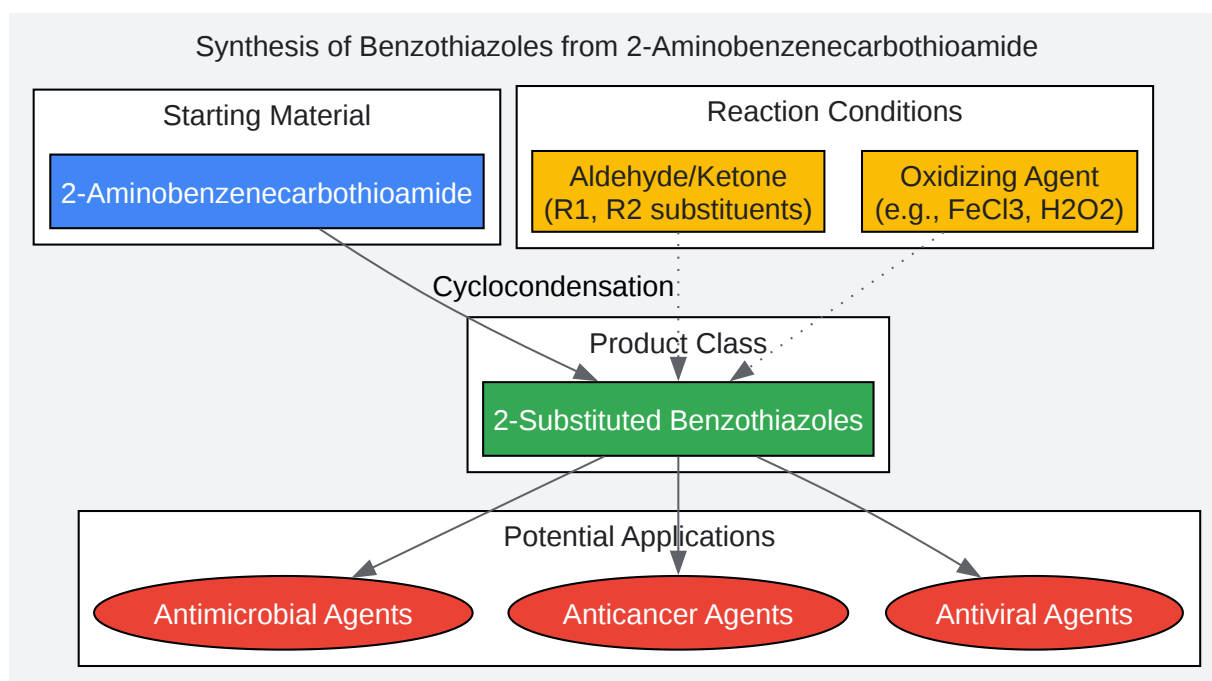 Synthesis of Benzothiazoles from 2-Aminobenzenecarbothioamide
Starting Material
2-Aminobenzenecarbothioamide
Reaction Conditions
Aldehyde/Ketone
(R1, R2 substituents)
Oxidizing Agent
(e.g., FeCl3, H2O2)
Cyclocondensation
Product Class
2-Substituted Benzothiazoles
Potential Applications
Antimicrobial Agents
Anticancer Agents
Antiviral Agents